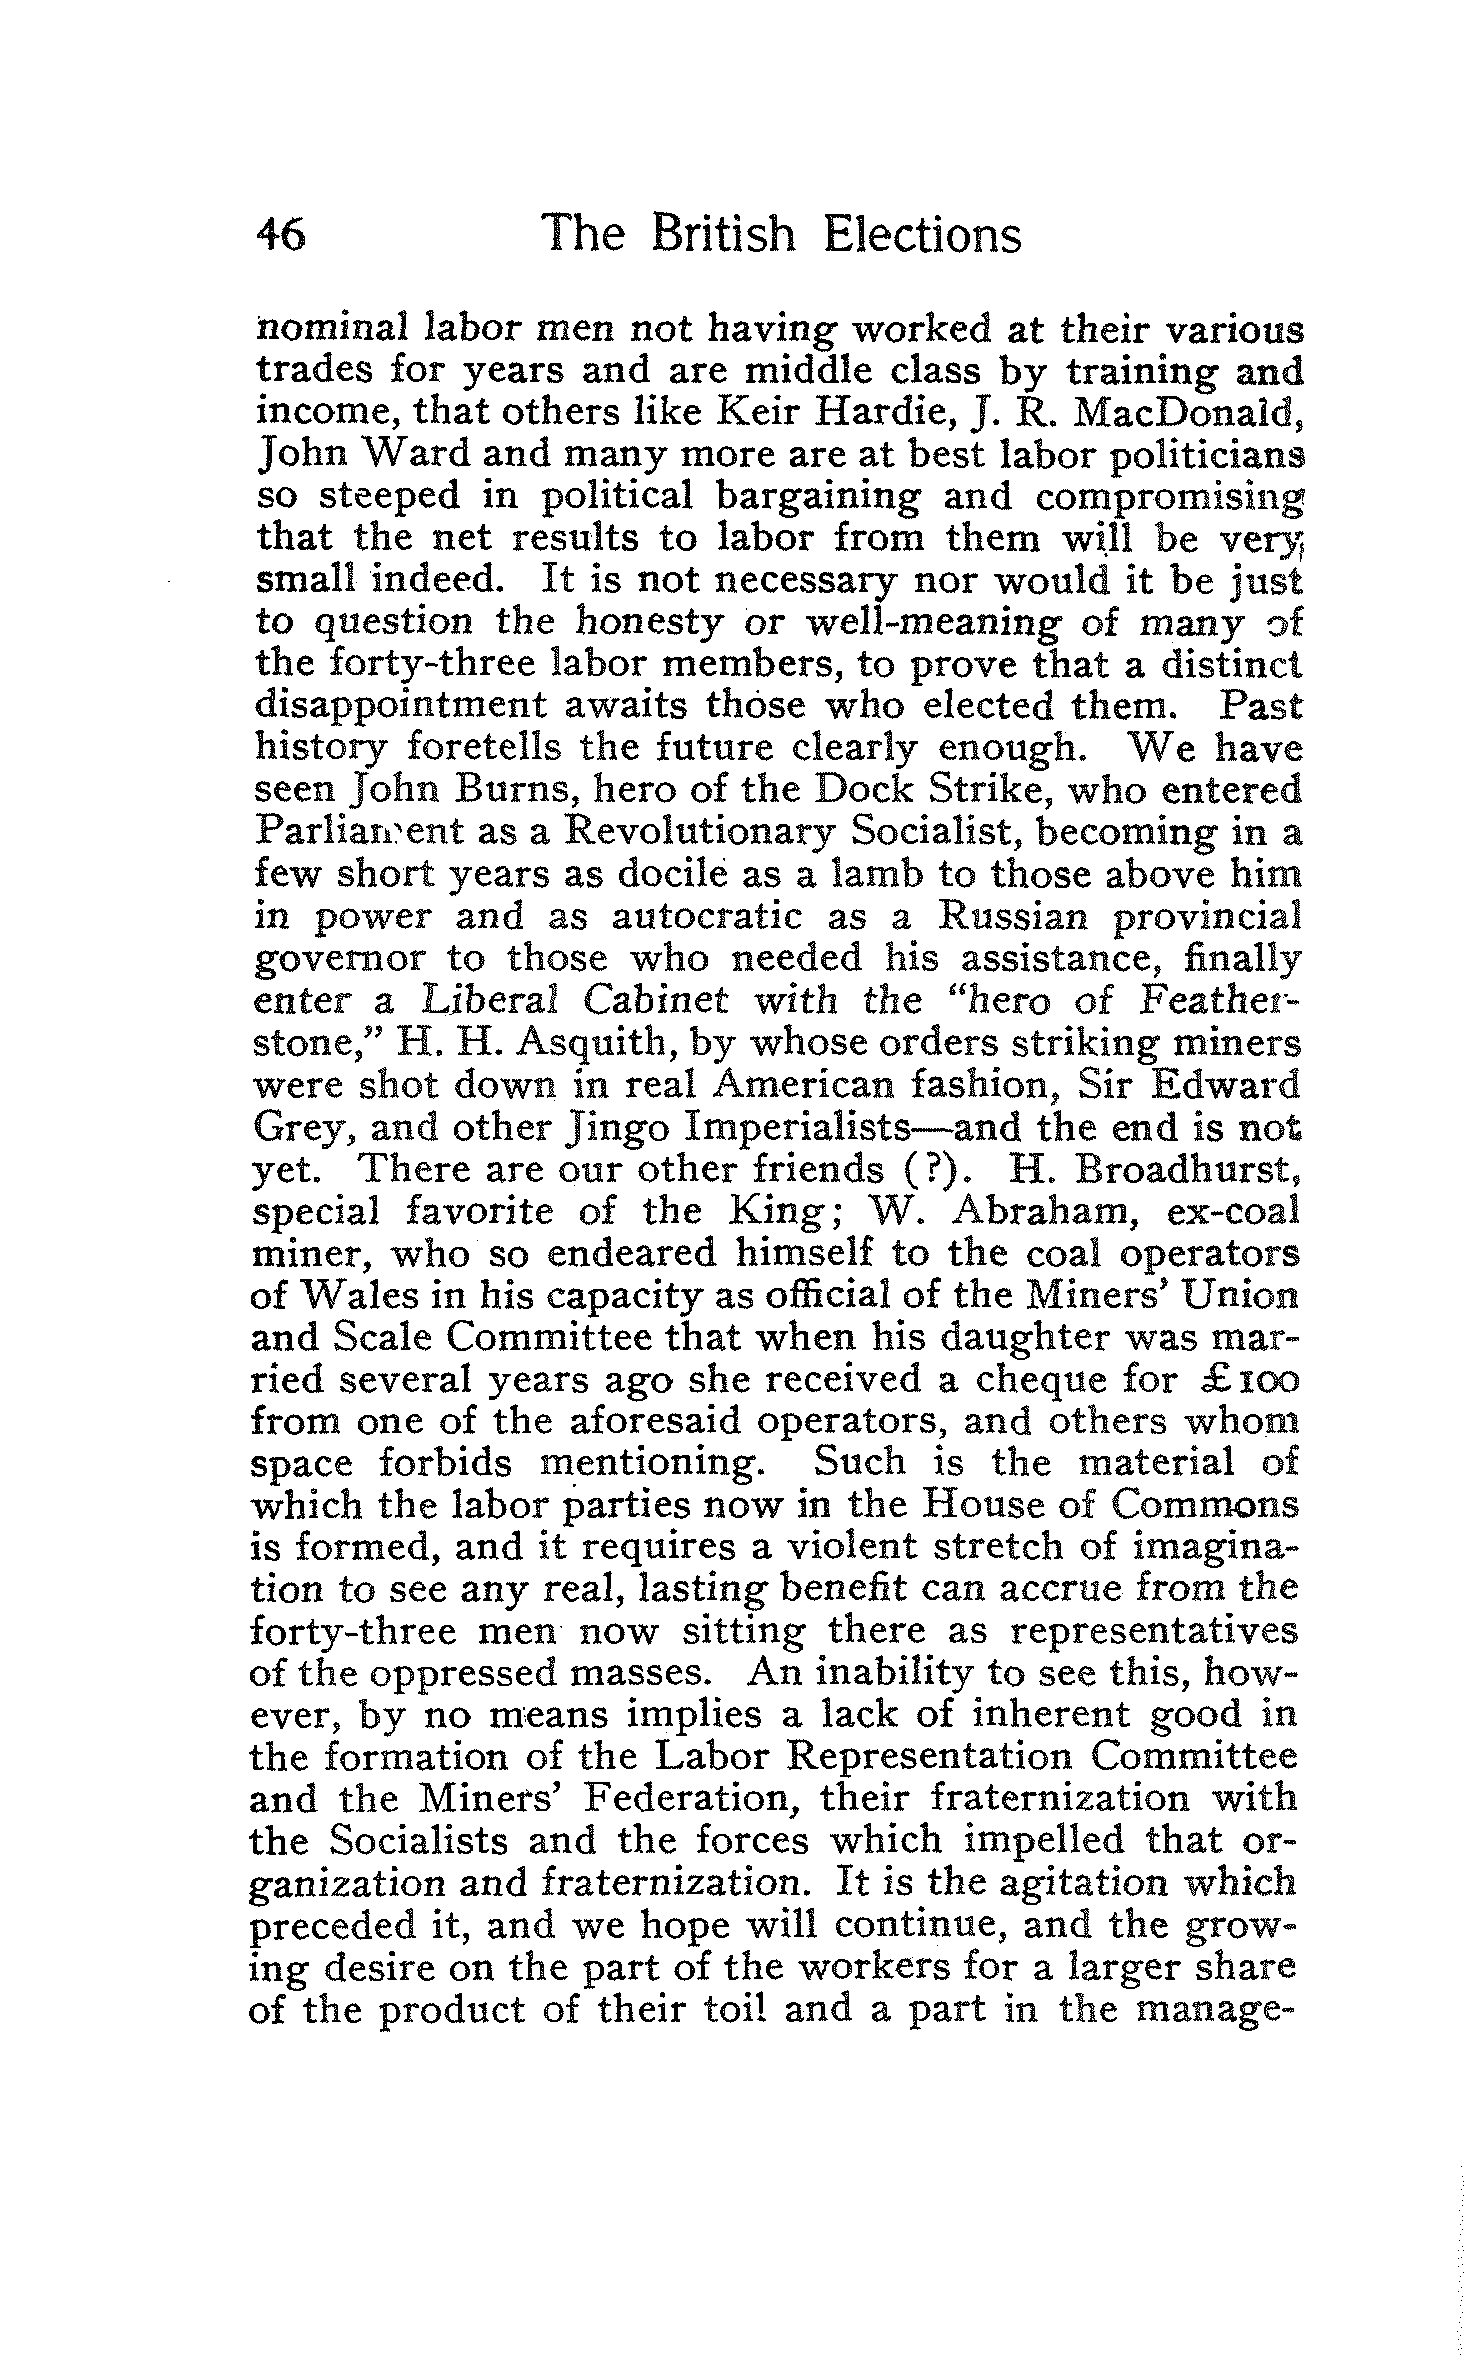 46 The British Elections
nominal labor men not having worked at their various
trades for years and are middle class by training and
income, that others like Keir Hardie, J. R. MacDonald,
John Ward and many more are at best labor politicians
so steeped in political bargaining and compromising
that the net results to labor from them will be very
small indeed. It is not necessary nor would it be just
to question the honesty or well-meaning of many of
the forty-three labor members, to prove that a distinct
disappointment awaits those who elected them. Past
history foretells the future clearly enough. We have
seen John Burns, hero of the Dock Strike, who entered
Parliament as a Revolutionary Socialist, becoming in a
few short years as docile as a lamb to those above him
in power and as autocratic as a Russian provincial
governor to those who needed his assistance, finally
enter a Liberal Cabinet with the "hero of Feather-
stone," H. H. Asquith, by whose orders striking miners
were shot down in real American fashion, Sir Edward
Grey, and other Jingo Imperialists—and the end is not
yet. There are our other friends (?). H. Broadhurst,
special favorite of the King; W. Abraham, ex-coal
miner, who so endeared himself to the coal operators
of Wales in his capacity as official of the Miners' Union
and Scale Committee that when his daughter was mar-
ried several years ago she received a cheque for £100
from one of the aforesaid operators, and others whom
space forbids mentioning. Such is the material of
which the labor parties now in the House of Commons
is formed, and it requires a violent stretch of imagina-
tion to see any real, lasting benefit can accrue from the
forty-three men now sitting there as representatives
of the oppressed masses. An inability to see this, how-
ever, by no means implies a lack of inherent good in
the formation of the Labor Representation Committee
and the Miners' Federation, their fraternization with
the Socialists and the forces which impelled that or-
ganization and fraternization. It is the agitation which
preceded it, and we hope will continue, and the grow-
ing desire on the part of the workers for a larger share
of the product of their toil and a part in the manage-